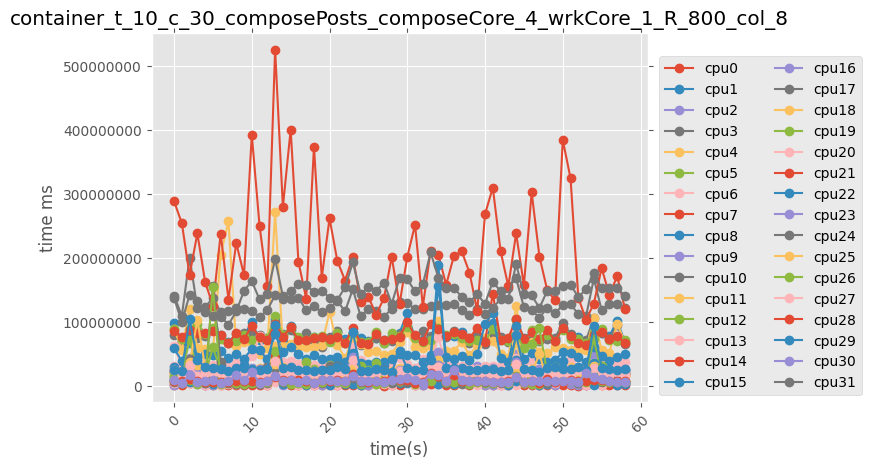 container_t_10_c_30_composePosts_composeCore_4_wrkCore_1_R_800_col_8
500000000
400000000
300000000
200000000
100000000
0
time ms
0
10
20
30
40
50
60
time(s)
cpu0
cpu1
cpu2
cpu3
cpu4
cpu5
cpu6
cpu7
cpu8
cpu9
cpu10
cpu11
cpu12
cpu13
cpu14
cpu15
cpu16
cpu17
cpu18
cpu19
cpu20
cpu21
cpu22
cpu23
cpu24
cpu25
cpu26
cpu27
cpu28
cpu29
cpu30
cpu31